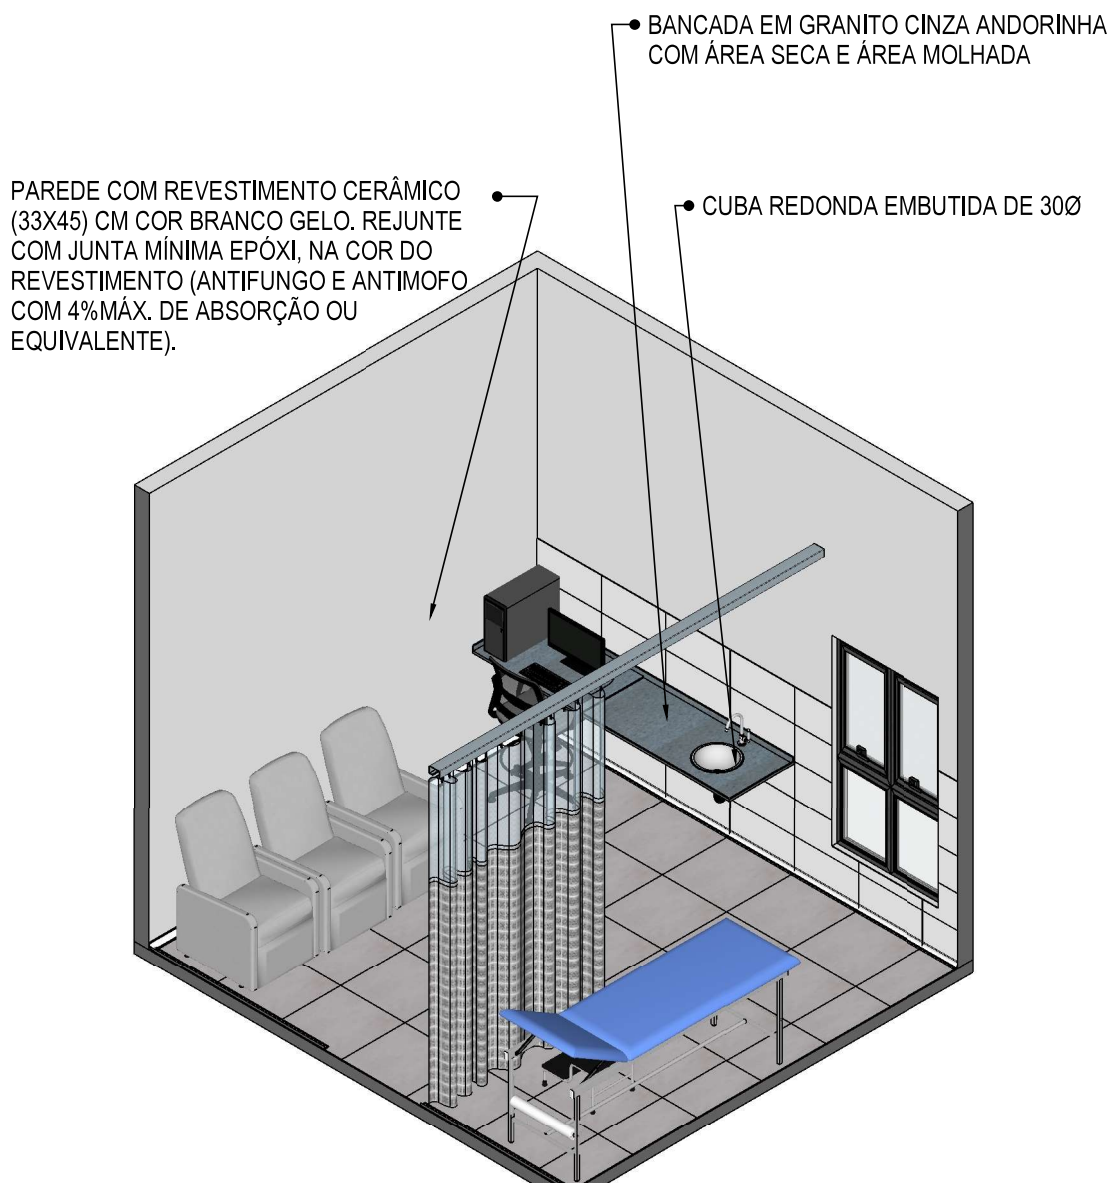 BANCADA EM GRANITO CINZA ANDORINHA
COM ÁREA SECA E ÁREA MOLHADA
PAREDE COM REVESTIMENTO CERÂMICO
(33X45) CM COR BRANCO GELO. REJUNTE
COM JUNTA MÍNIMA EPÓXI, NA COR DO
REVESTIMENTO (ANTIFUNGO E ANTIMOFO
COM 4%MÁX. DE ABSORÇÃO OU
EQUIVALENTE).
CUBA REDONDA EMBUTIDA DE 30Ø